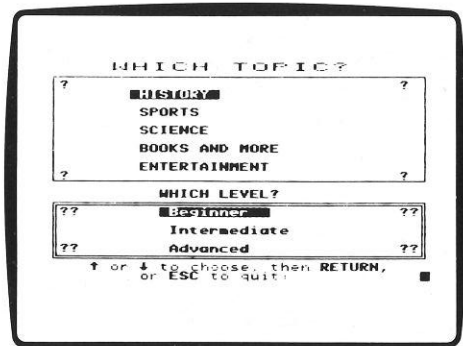 WHICH TOPIC?
? ?
HISTORY
SPORTS
SCIENCE
BOOKS AND MORE
ENTERTAINMENT
? ?
WHICH LEVEL?
?? Beginner ??
Intermediate
?? Advanced ??
↑ or ↓ to choose, then RETURN,
or ESC to quit: